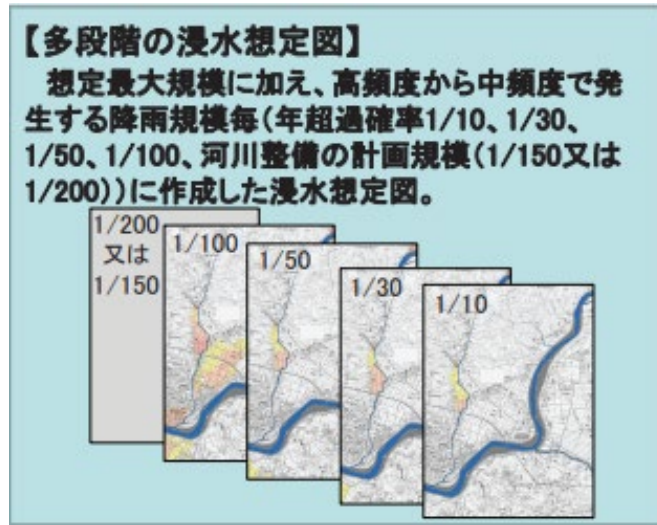 【多段階の浸水想定図】
想定最大規模に加え、高頻度から中頻度で発
生する降雨規模毎(年超過確率1/10、1/30、
1/50、1/100、河川整備の計画規模(1/150又は
1/200))に作成した浸水想定図。
1/200
又は
1/150
1/100
1/50
1/30
1/10